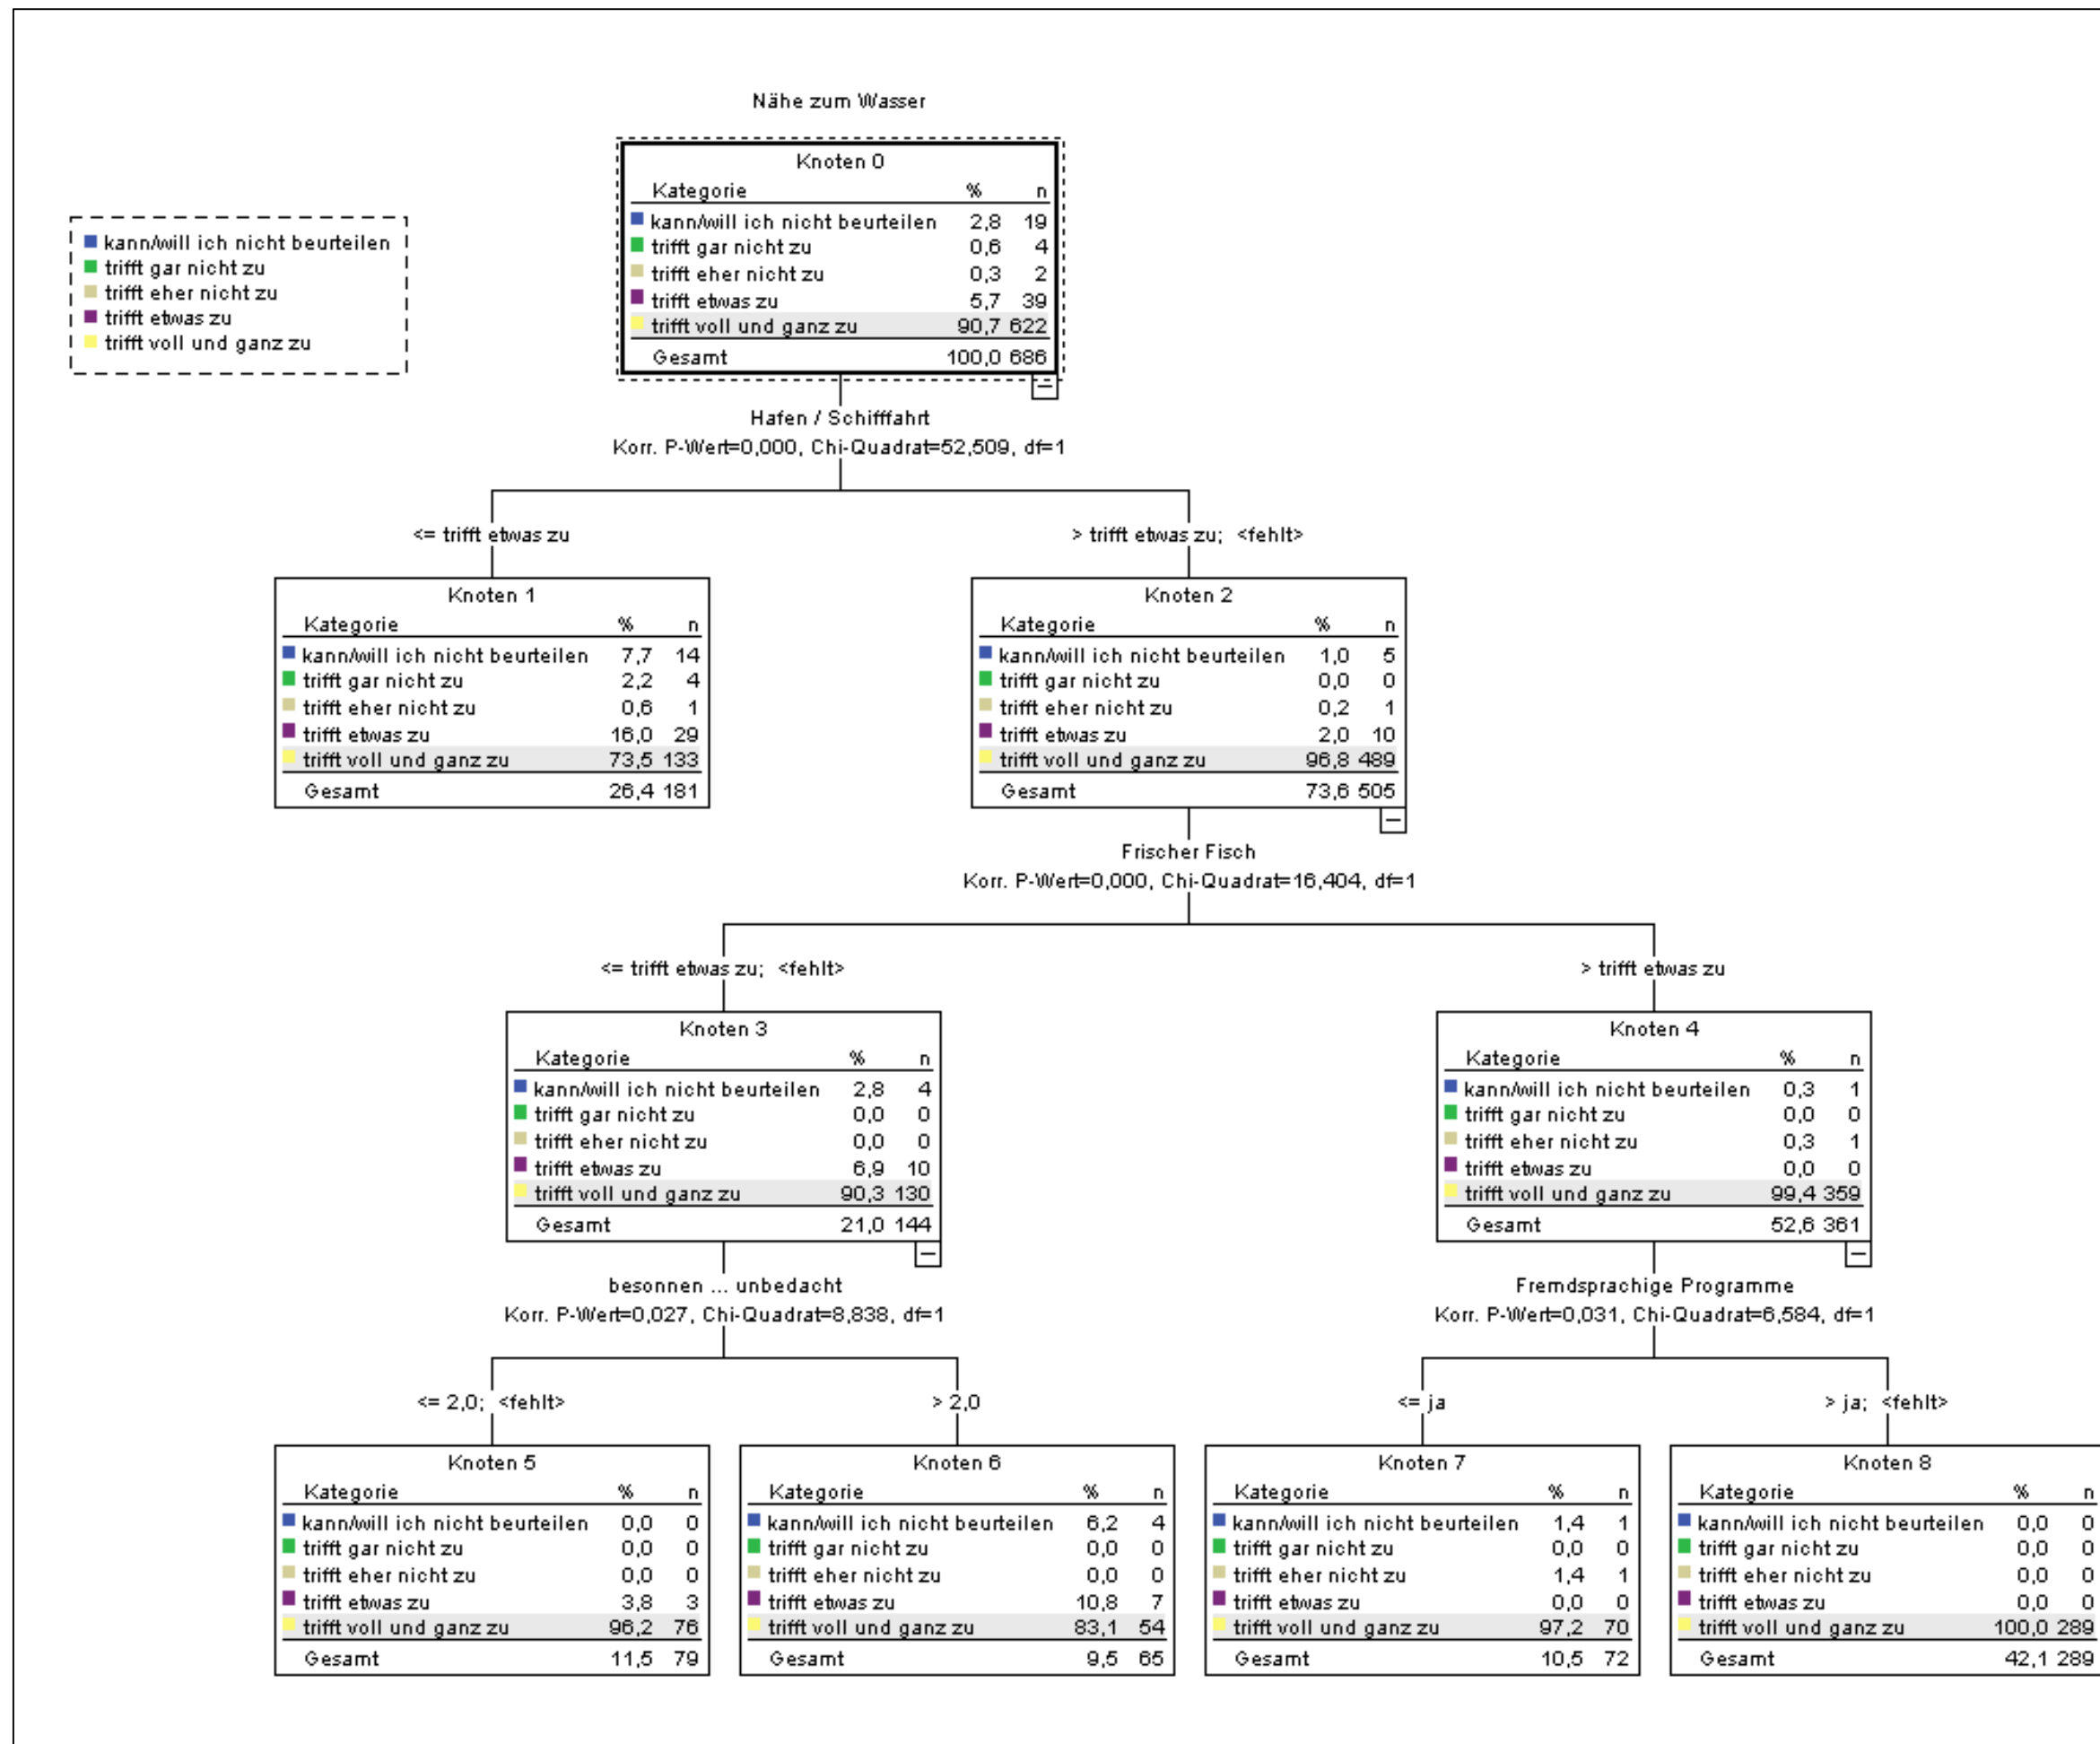 Nähe zum Wasser
kann/will ich nicht beurteilen
trifft gar nicht zu
trifft eher nicht zu
trifft etwas zu
trifft voll und ganz zu
Knoten 0
Kategorie % n
kann/will ich nicht beurteilen 2,8 19
trifft gar nicht zu 0,6 4
trifft eher nicht zu 0,3 2
trifft etwas zu 5,7 39
trifft voll und ganz zu 90,7 622
Gesamt 100,0 686
Hafen / Schifffahrt
Korr. P-Wert=0,000, Chi-Quadrat=52,509, df=1
<= trifft etwas zu
> trifft etwas zu; <fehlt>
Knoten 1
Kategorie % n
kann/will ich nicht beurteilen 7,7 14
trifft gar nicht zu 2,2 4
trifft eher nicht zu 0,6 1
trifft etwas zu 16,0 29
trifft voll und ganz zu 73,5 133
Gesamt 26,4 181
Knoten 2
Kategorie % n
kann/will ich nicht beurteilen 1,0 5
trifft gar nicht zu 0,0 0
trifft eher nicht zu 0,2 1
trifft etwas zu 2,0 10
trifft voll und ganz zu 96,8 489
Gesamt 73,6 505
Frischer Fisch
Korr. P-Wert=0,000, Chi-Quadrat=16,404, df=1
<= trifft etwas zu; <fehlt>
> trifft etwas zu
Knoten 3
Kategorie % n
kann/will ich nicht beurteilen 2,8 4
trifft gar nicht zu 0,0 0
trifft eher nicht zu 0,0 0
trifft etwas zu 6,9 10
trifft voll und ganz zu 90,3 130
Gesamt 21,0 144
Knoten 4
Kategorie % n
kann/will ich nicht beurteilen 0,3 1
trifft gar nicht zu 0,0 0
trifft eher nicht zu 0,3 1
trifft etwas zu 0,0 0
trifft voll und ganz zu 99,4 359
Gesamt 52,6 361
besonnen ... unbedacht
Korr. P-Wert=0,027, Chi-Quadrat=8,838, df=1
Fremdsprachige Programme
Korr. P-Wert=0,031, Chi-Quadrat=6,584, df=1
<= 2,0; <fehlt>
> 2,0
<= ja
> ja; <fehlt>
Knoten 5
Kategorie % n
kann/will ich nicht beurteilen 0,0 0
trifft gar nicht zu 0,0 0
trifft eher nicht zu 0,0 0
trifft etwas zu 3,8 3
trifft voll und ganz zu 96,2 76
Gesamt 11,5 79
Knoten 6
Kategorie % n
kann/will ich nicht beurteilen 6,2 4
trifft gar nicht zu 0,0 0
trifft eher nicht zu 0,0 0
trifft etwas zu 10,8 7
trifft voll und ganz zu 83,1 54
Gesamt 9,5 65
Knoten 7
Kategorie % n
kann/will ich nicht beurteilen 1,4 1
trifft gar nicht zu 0,0 0
trifft eher nicht zu 1,4 1
trifft etwas zu 0,0 0
trifft voll und ganz zu 97,2 70
Gesamt 10,5 72
Knoten 8
Kategorie % n
kann/will ich nicht beurteilen 0,0 0
trifft gar nicht zu 0,0 0
trifft eher nicht zu 0,0 0
trifft etwas zu 0,0 0
trifft voll und ganz zu 100,0 289
Gesamt 42,1 289